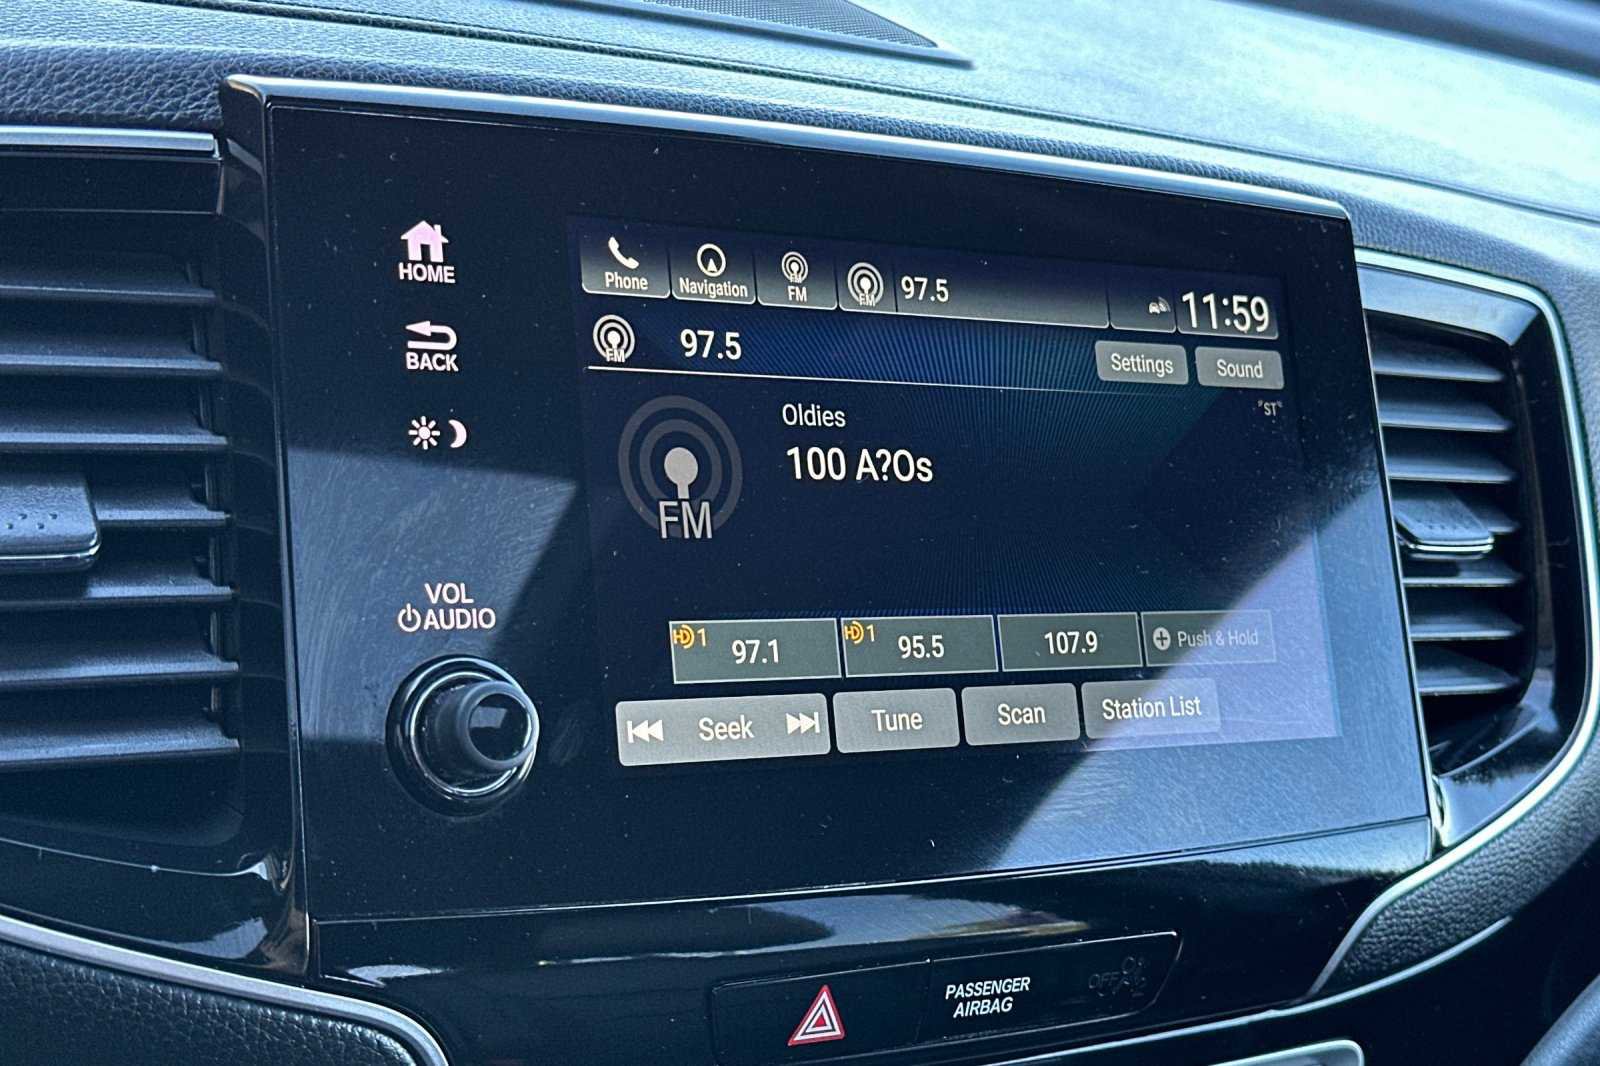 HOME
BACK
VOL
AUDIO
Phone
Navigation
FM
FM
97.5
11:59
FM
97.5
Settings
Sound
"ST"
Oldies
100 A?Os
FM
HD 1
97.1
HD 1
95.5
107.9
Push & Hold
Seek
Tune
Scan
Station List
PASSENGER
AIRBAG
OFF